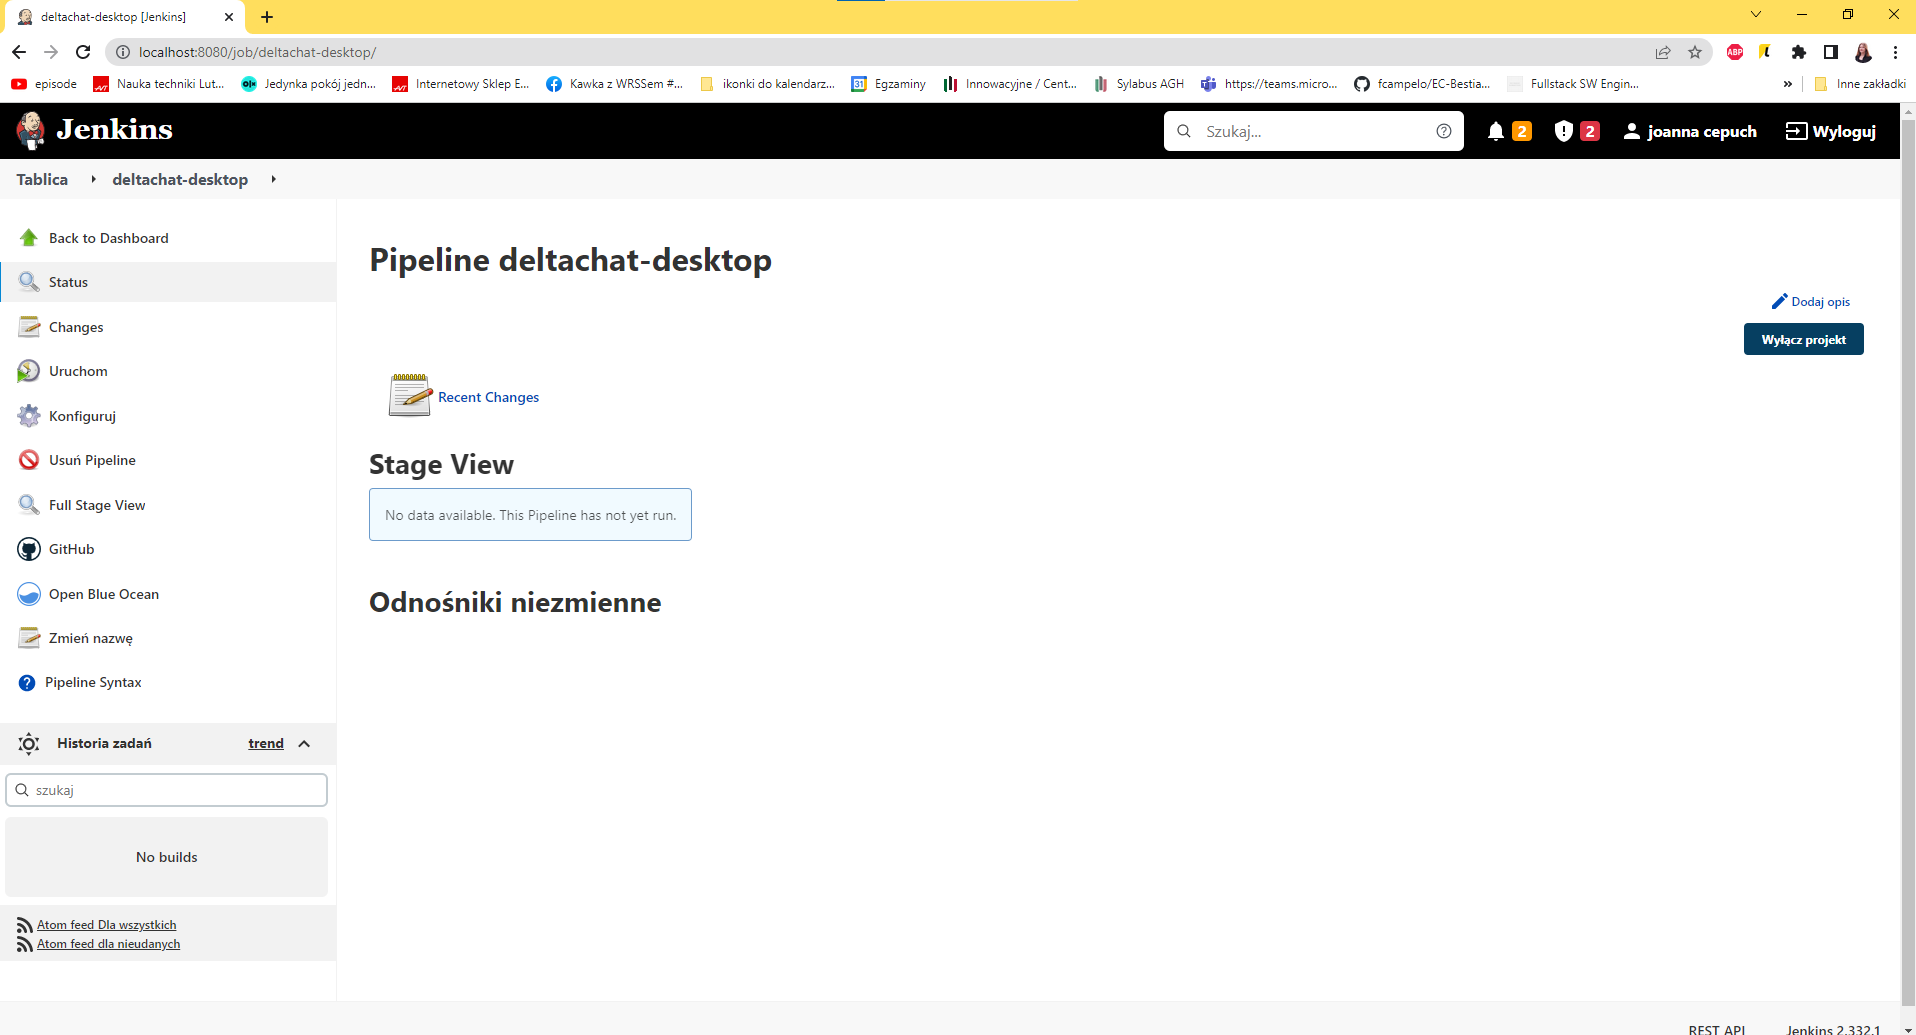 deltachat-desktop [Jenkins]
localhost:8080/job/deltachat-desktop/
ABP
episode
Nauka techniki Lut...
Jedynka pokój jedn...
Internetowy Sklep E...
Kawka z WRSSem #...
ikonki do kalendarz...
31
Egzaminy
Innowacyjne / Cent...
Sylabus AGH
https://teams.micro...
fcampelo/EC-Bestia...
Fullstack SW Engin...
»
Inne zakładki
Jenkins
Szukaj...
2
2
joanna cepuch
Wyloguj
Tablica
deltachat-desktop
Back to Dashboard
Status
Changes
Uruchom
Konfiguruj
Usuń Pipeline
Full Stage View
GitHub
Open Blue Ocean
Zmień nazwę
Pipeline Syntax
Historia zadań
trend
szukaj
No builds
Atom feed Dla wszystkich
Atom feed dla nieudanych
Pipeline deltachat-desktop
Dodaj opis
Wyłącz projekt
Recent Changes
Stage View
No data available. This Pipeline has not yet run.
Odnośniki niezmienne
REST API
Jenkins 2.332.1